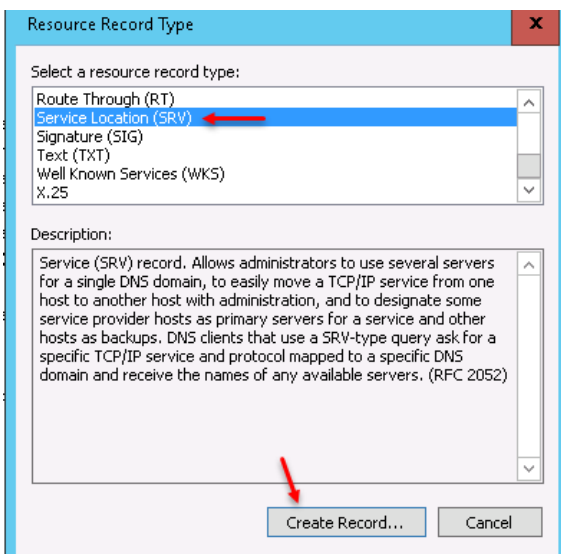 Resource Record Type
x
Select a resource record type:
Route Through (RT)
Service Location (SRV)
Signature (SIG)
Text (TXT)
Well Known Services (WKS)
X.25
Description:
Service (SRV) record. Allows administrators to use several servers
for a single DNS domain, to easily move a TCP/IP service from one
host to another host with administration, and to designate some
service provider hosts as primary servers for a service and other
hosts as backups. DNS clients that use a SRV-type query ask for a
specific TCP/IP service and protocol mapped to a specific DNS
domain and receive the names of any available servers. (RFC 2052)
Create Record... Cancel